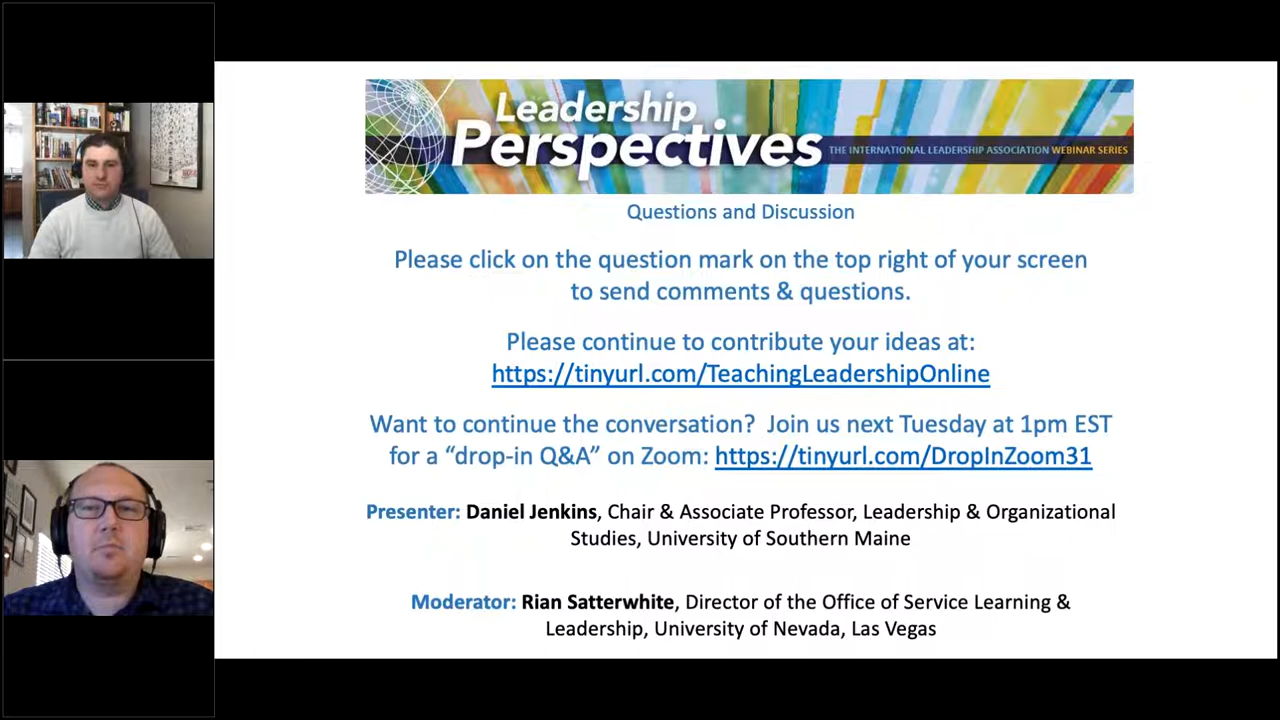 Leadership
Perspectives
THE INTERNATIONAL LEADERSHIP ASSOCIATION WEBINAR SERIES
Questions and Discussion
Please click on the question mark on the top right of your screen
to send comments & questions.
Please continue to contribute your ideas at:
https://tinyurl.com/TeachingLeadershipOnline
Want to continue the conversation? Join us next Tuesday at 1pm EST
for a “drop-in Q&A” on Zoom: https://tinyurl.com/DropInZoom31
Presenter: Daniel Jenkins, Chair & Associate Professor, Leadership & Organizational
Studies, University of Southern Maine
Moderator: Rian Satterwhite, Director of the Office of Service Learning &
Leadership, University of Nevada, Las Vegas